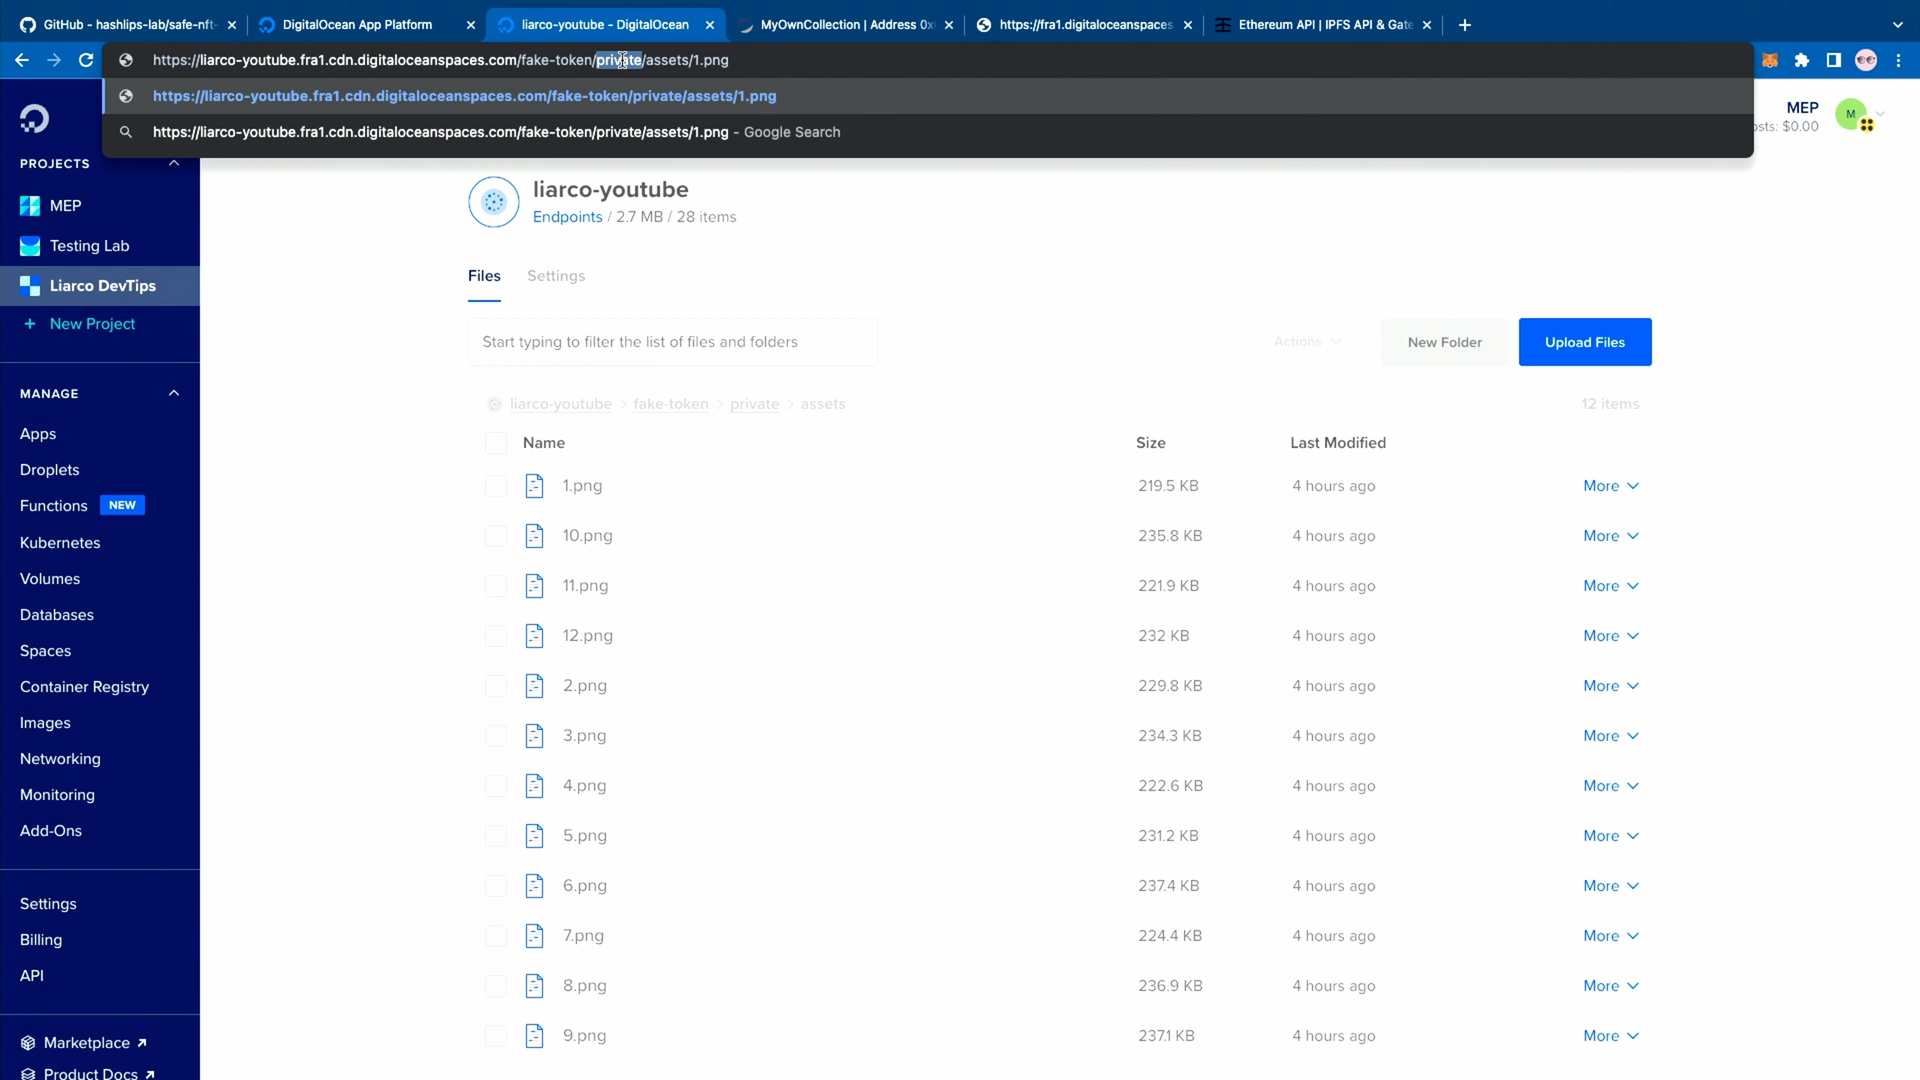 GitHub - hashlips-lab/safe-nft-
DigitalOcean App Platform
liarco-youtube - DigitalOcean
MyOwnCollection | Address 0x
https://fra1.digitaloceanspaces
Ethereum API | IPFS API & Gate
https://liarco-youtube.fra1.cdn.digitaloceanspaces.com/fake-token/private/assets/1.png
https://liarco-youtube.fra1.cdn.digitaloceanspaces.com/fake-token/private/assets/1.png
https://liarco-youtube.fra1.cdn.digitaloceanspaces.com/fake-token/private/assets/1.png - Google Search
MEP
osts: $0.00
M
PROJECTS
MEP
Testing Lab
Liarco DevTips
+ New Project
MANAGE
Apps
Droplets
Functions NEW
Kubernetes
Volumes
Databases
Spaces
Container Registry
Images
Networking
Monitoring
Add-Ons
Settings
Billing
API
Marketplace
Product Docs
liarco-youtube
Endpoints / 2.7 MB / 28 items
Files Settings
Start typing to filter the list of files and folders
Actions
New Folder
Upload Files
liarco-youtube > fake-token > private > assets
12 items
Name Size Last Modified
1.png 219.5 KB 4 hours ago More
10.png 235.8 KB 4 hours ago More
11.png 221.9 KB 4 hours ago More
12.png 232 KB 4 hours ago More
2.png 229.8 KB 4 hours ago More
3.png 234.3 KB 4 hours ago More
4.png 222.6 KB 4 hours ago More
5.png 231.2 KB 4 hours ago More
6.png 237.4 KB 4 hours ago More
7.png 224.4 KB 4 hours ago More
8.png 236.9 KB 4 hours ago More
9.png 237.1 KB 4 hours ago More